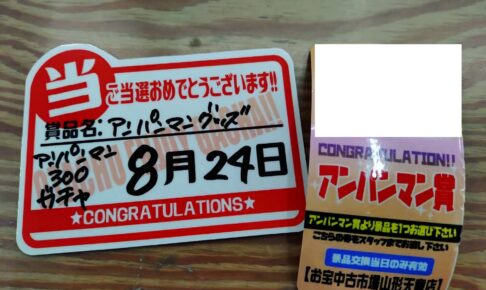 当
ご当選おめでとうございます!!
賞品名:アンパンマングッズ
アンパンマン
300
ガチャ
8月24日
★CONGRATULATIONS★
CONGRATULATION!!
アンパンマン賞
アンパンマン賞より景品を1つお選び下さい
こちらの券をスタッフまでお渡し下さい
景品交換当日のみ有効
【お宝中古市場山形天童店】